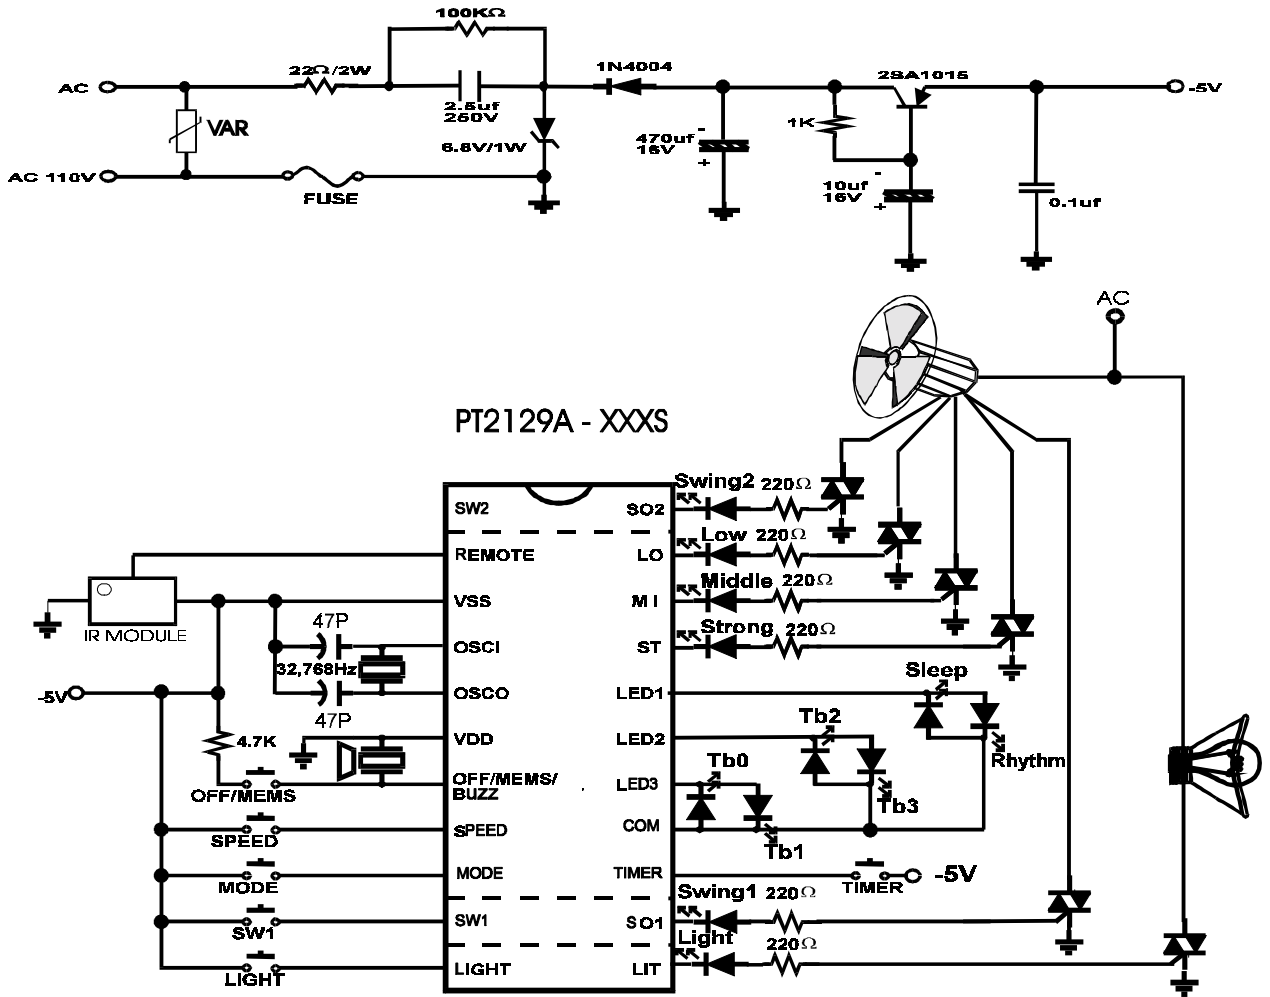 100KΩ
22Ω/2W
1N4004
2SA1015
AC
-5V
2.5uf
250V
VAR
1K
470uf
16V
-
+
6.8V/1W
AC 110V
FUSE
10uf
16V
-
+
0.1uf
AC
PT2129A - XXXS
Swing2 220Ω
SW2
SO2
Low 220Ω
REMOTE
LO
Middle 220Ω
VSS
MI
IR MODULE
47P
Strong 220Ω
OSCI
ST
32,768Hz
Sleep
-5V
OSCO
LED1
47P
Tb2
4.7K
VDD
LED2
Rhythm
Tb0
OFF/MEMS
OFF/MEMS/
BUZZ
LED3
Tb3
SPEED
SPEED
COM
Tb1
MODE
MODE
TIMER
TIMER
-5V
Swing1 220Ω
SW1
SW1
SO1
Light 220Ω
LIGHT
LIGHT
LIT